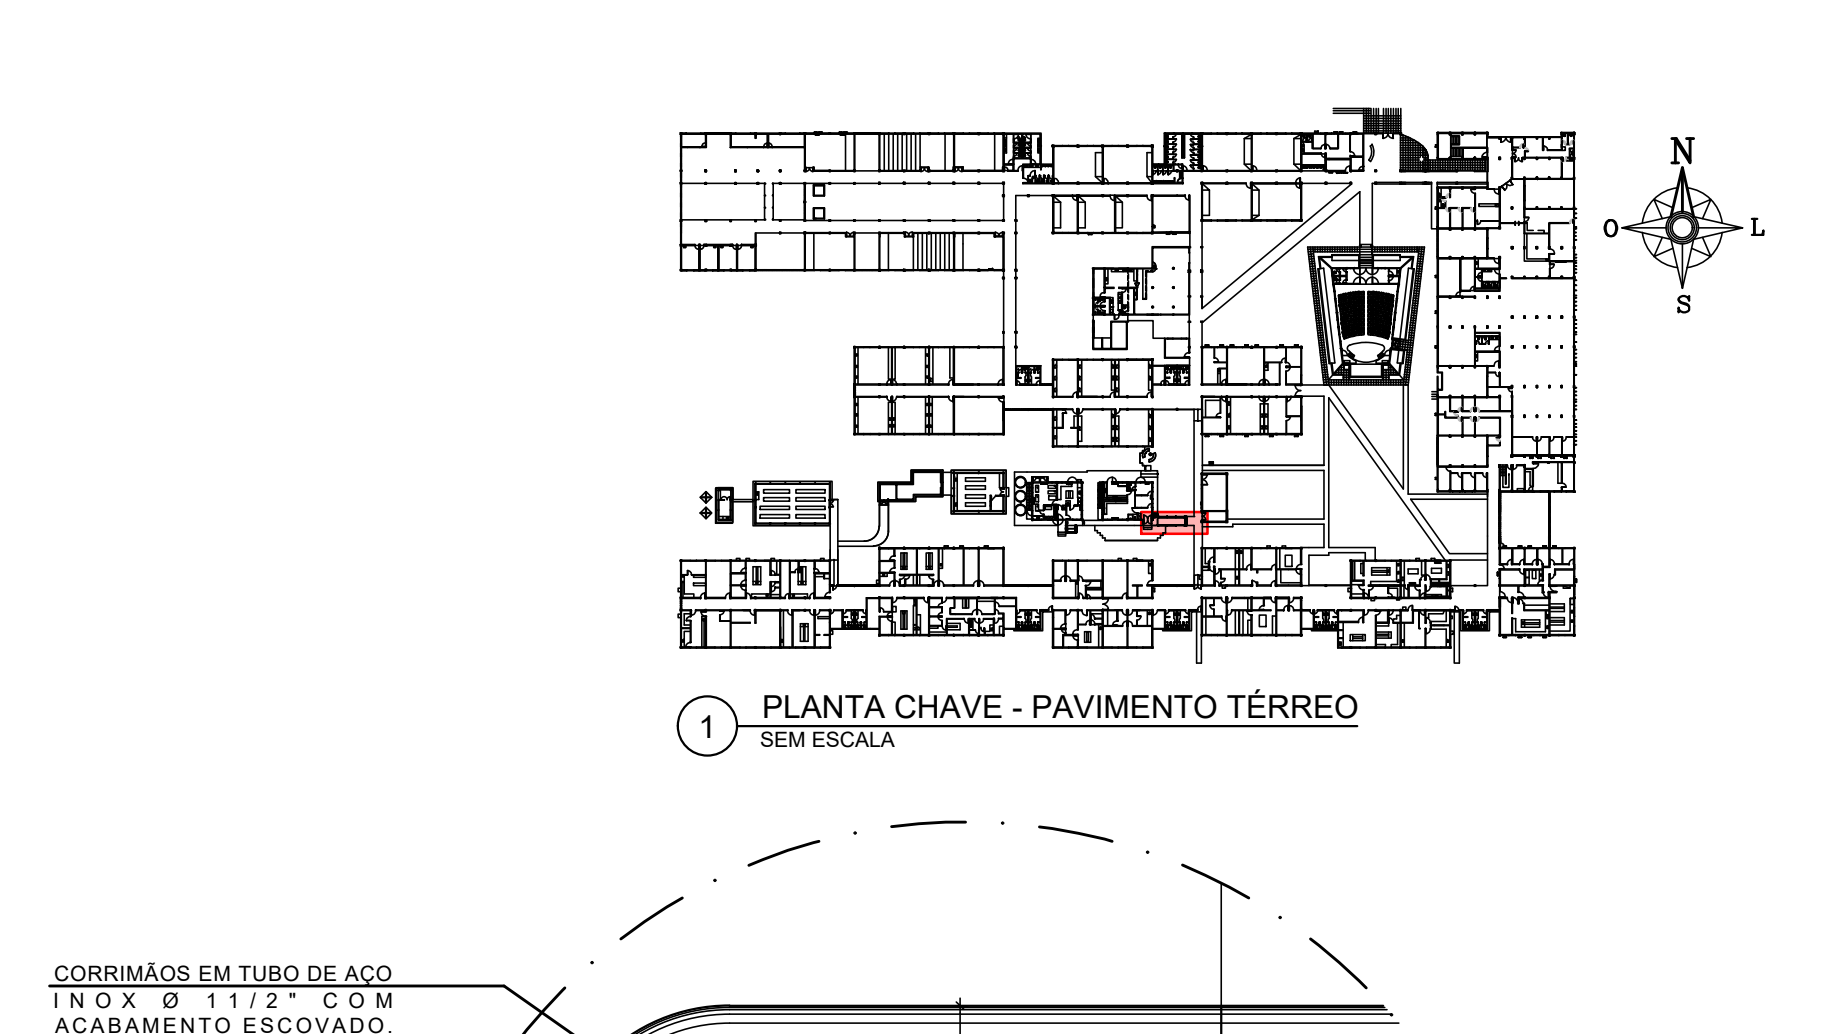 N
O
L
S
1
PLANTA CHAVE - PAVIMENTO TÉRREO
SEM ESCALA
CORRIMÃOS EM TUBO DE AÇO
INOX Ø 11/2" COM
ACABAMENTO ESCOVADO.